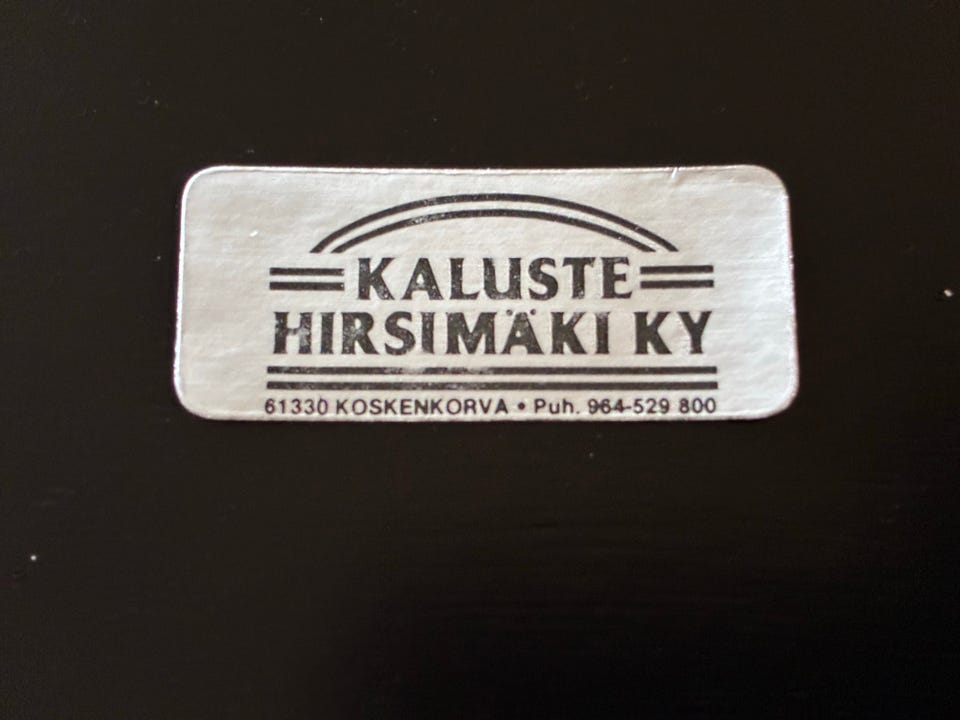 KALUSTE
HIRSIMÄKI KY
61330 KOSKENKORVA • Puh. 964-529 800